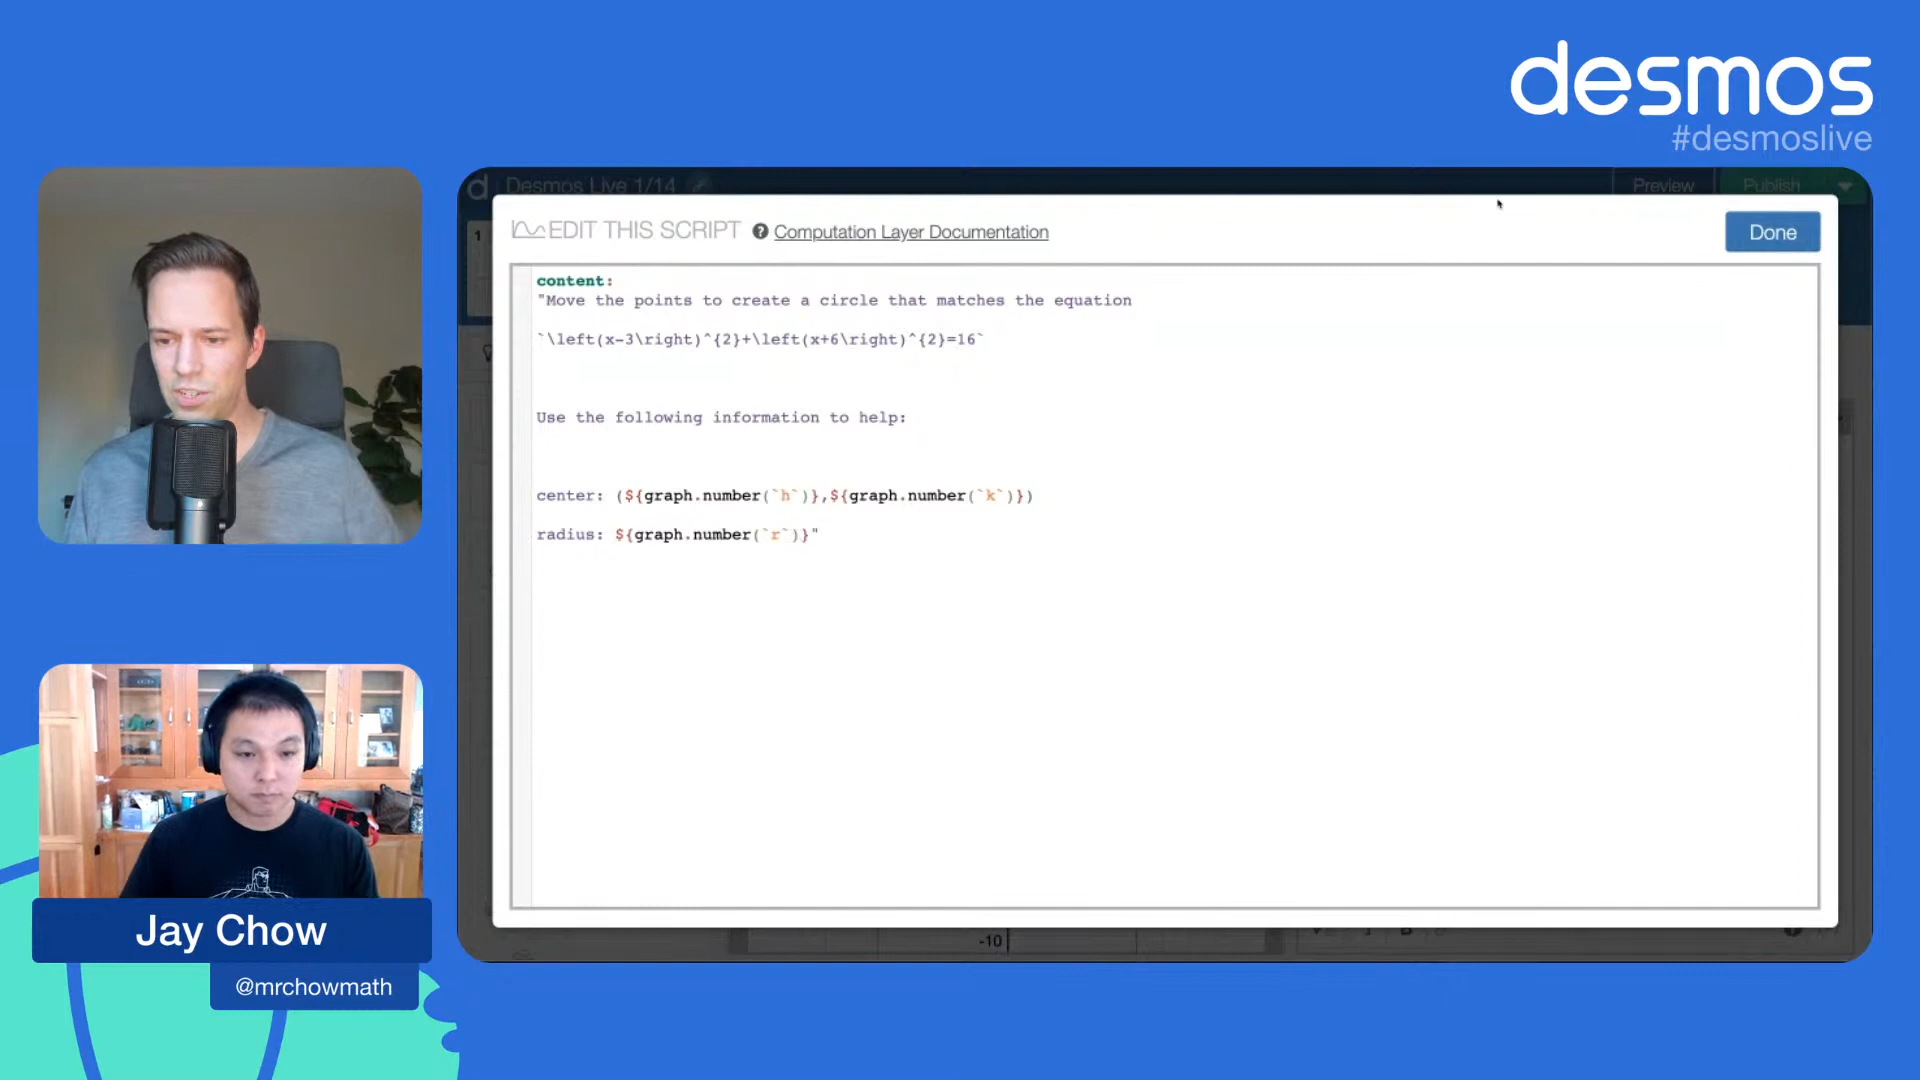 desmos
#desmoslive
Desmos Live 1/14
Preview
Publish
1
EDIT THIS SCRIPT
? Computation Layer Documentation
Done
content:
"Move the points to create a circle that matches the equation
`\left(x-3\right)^{2}+\left(x+6\right)^{2}=16`
Use the following information to help:
center: (${graph.number(`h`)},${graph.number(`k`)})
radius: ${graph.number(`r`)}"
-10
Jay Chow
@mrchowmath